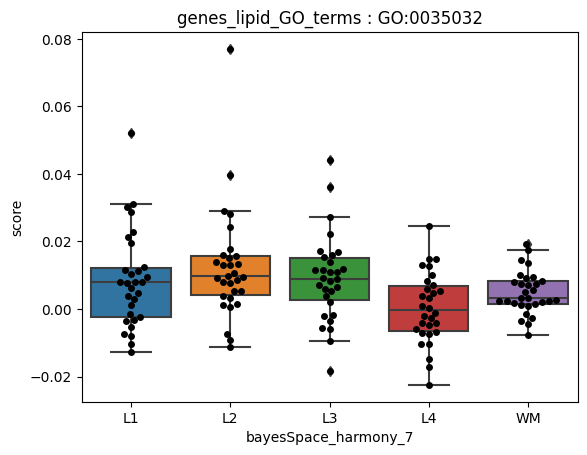 genes_lipid_GO_terms : GO:0035032
0.08
0.06
0.04
0.02
0.00
−0.02
score
L1 L2 L3 L4 WM
bayesSpace_harmony_7